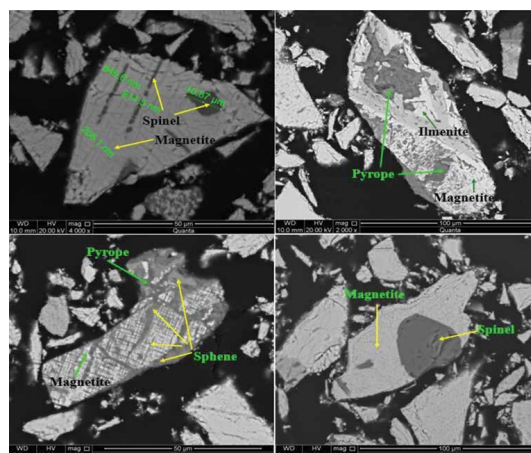 Spinel
Magnetite
WD HV mag 50 µm
10.0 mm 20.00 kV 4 000 x Quanta
Ilmenite
Pyrope
Magnetite
WD HV mag 100 µm
10.0 mm 20.00 kV 2 000 x Quanta
Pyrope
Sphene
Magnetite
WD HV mag 50 µm
Magnetite
Spinel
WD HV mag 100 µm